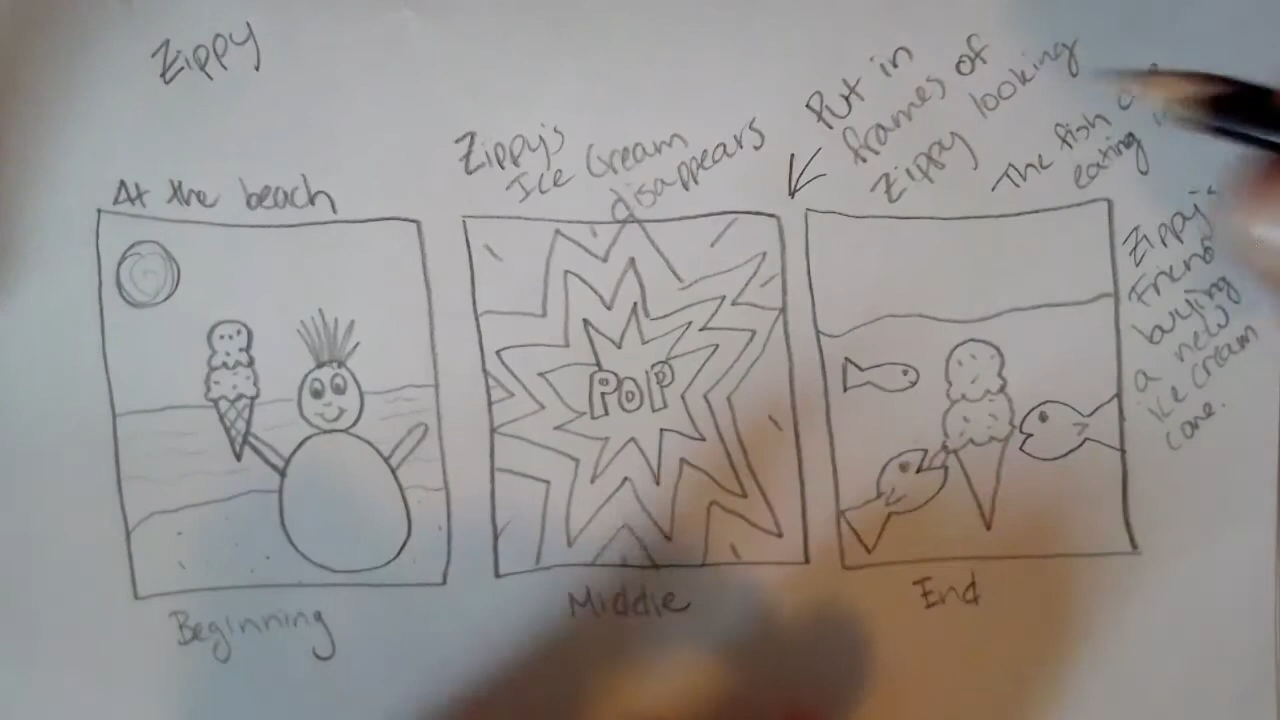 Zippy
At the beach
Zippy's
Ice Cream
disappears
Put in
frames of
Zippy looking
The fish
eating
Zippy's
Friend
buying
a new
ice cream
cone.
POP
Beginning
Middle
End